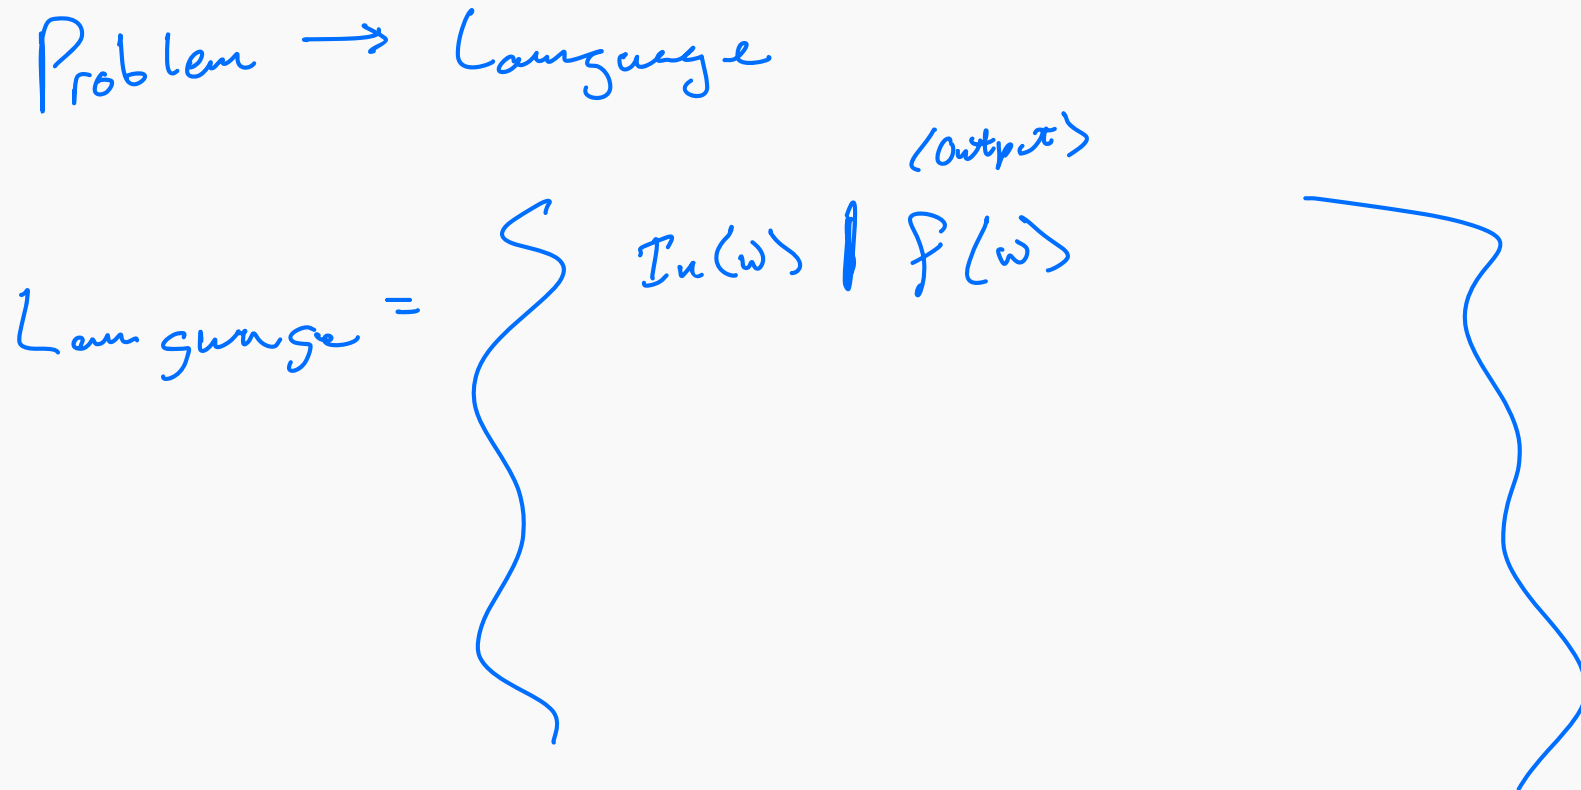 Problem → Language
<output>
Language = { In(w) | f(w) }